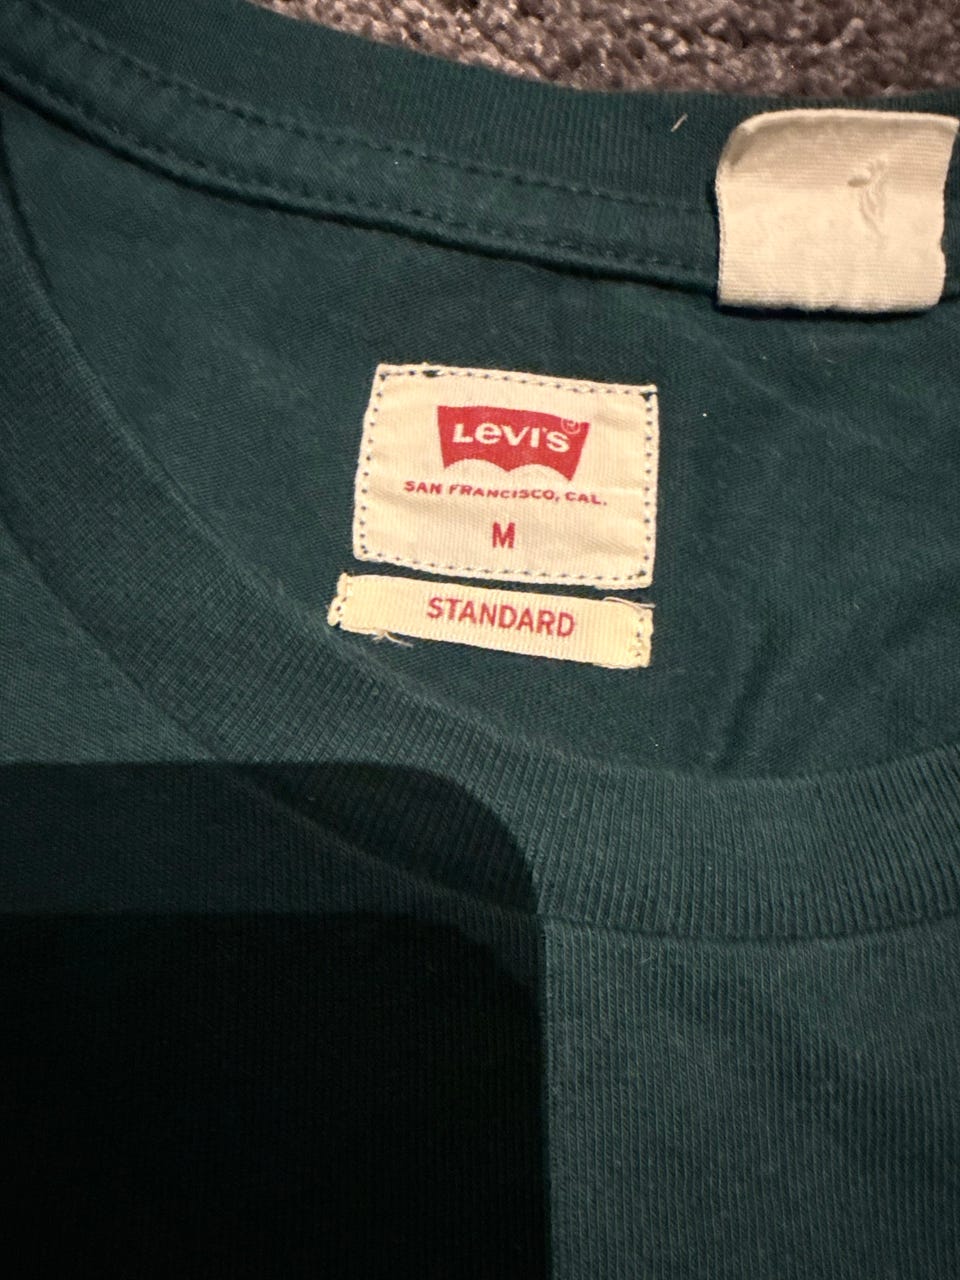 LeVI'S®
SAN FRANCISCO, CAL.
M
STANDARD